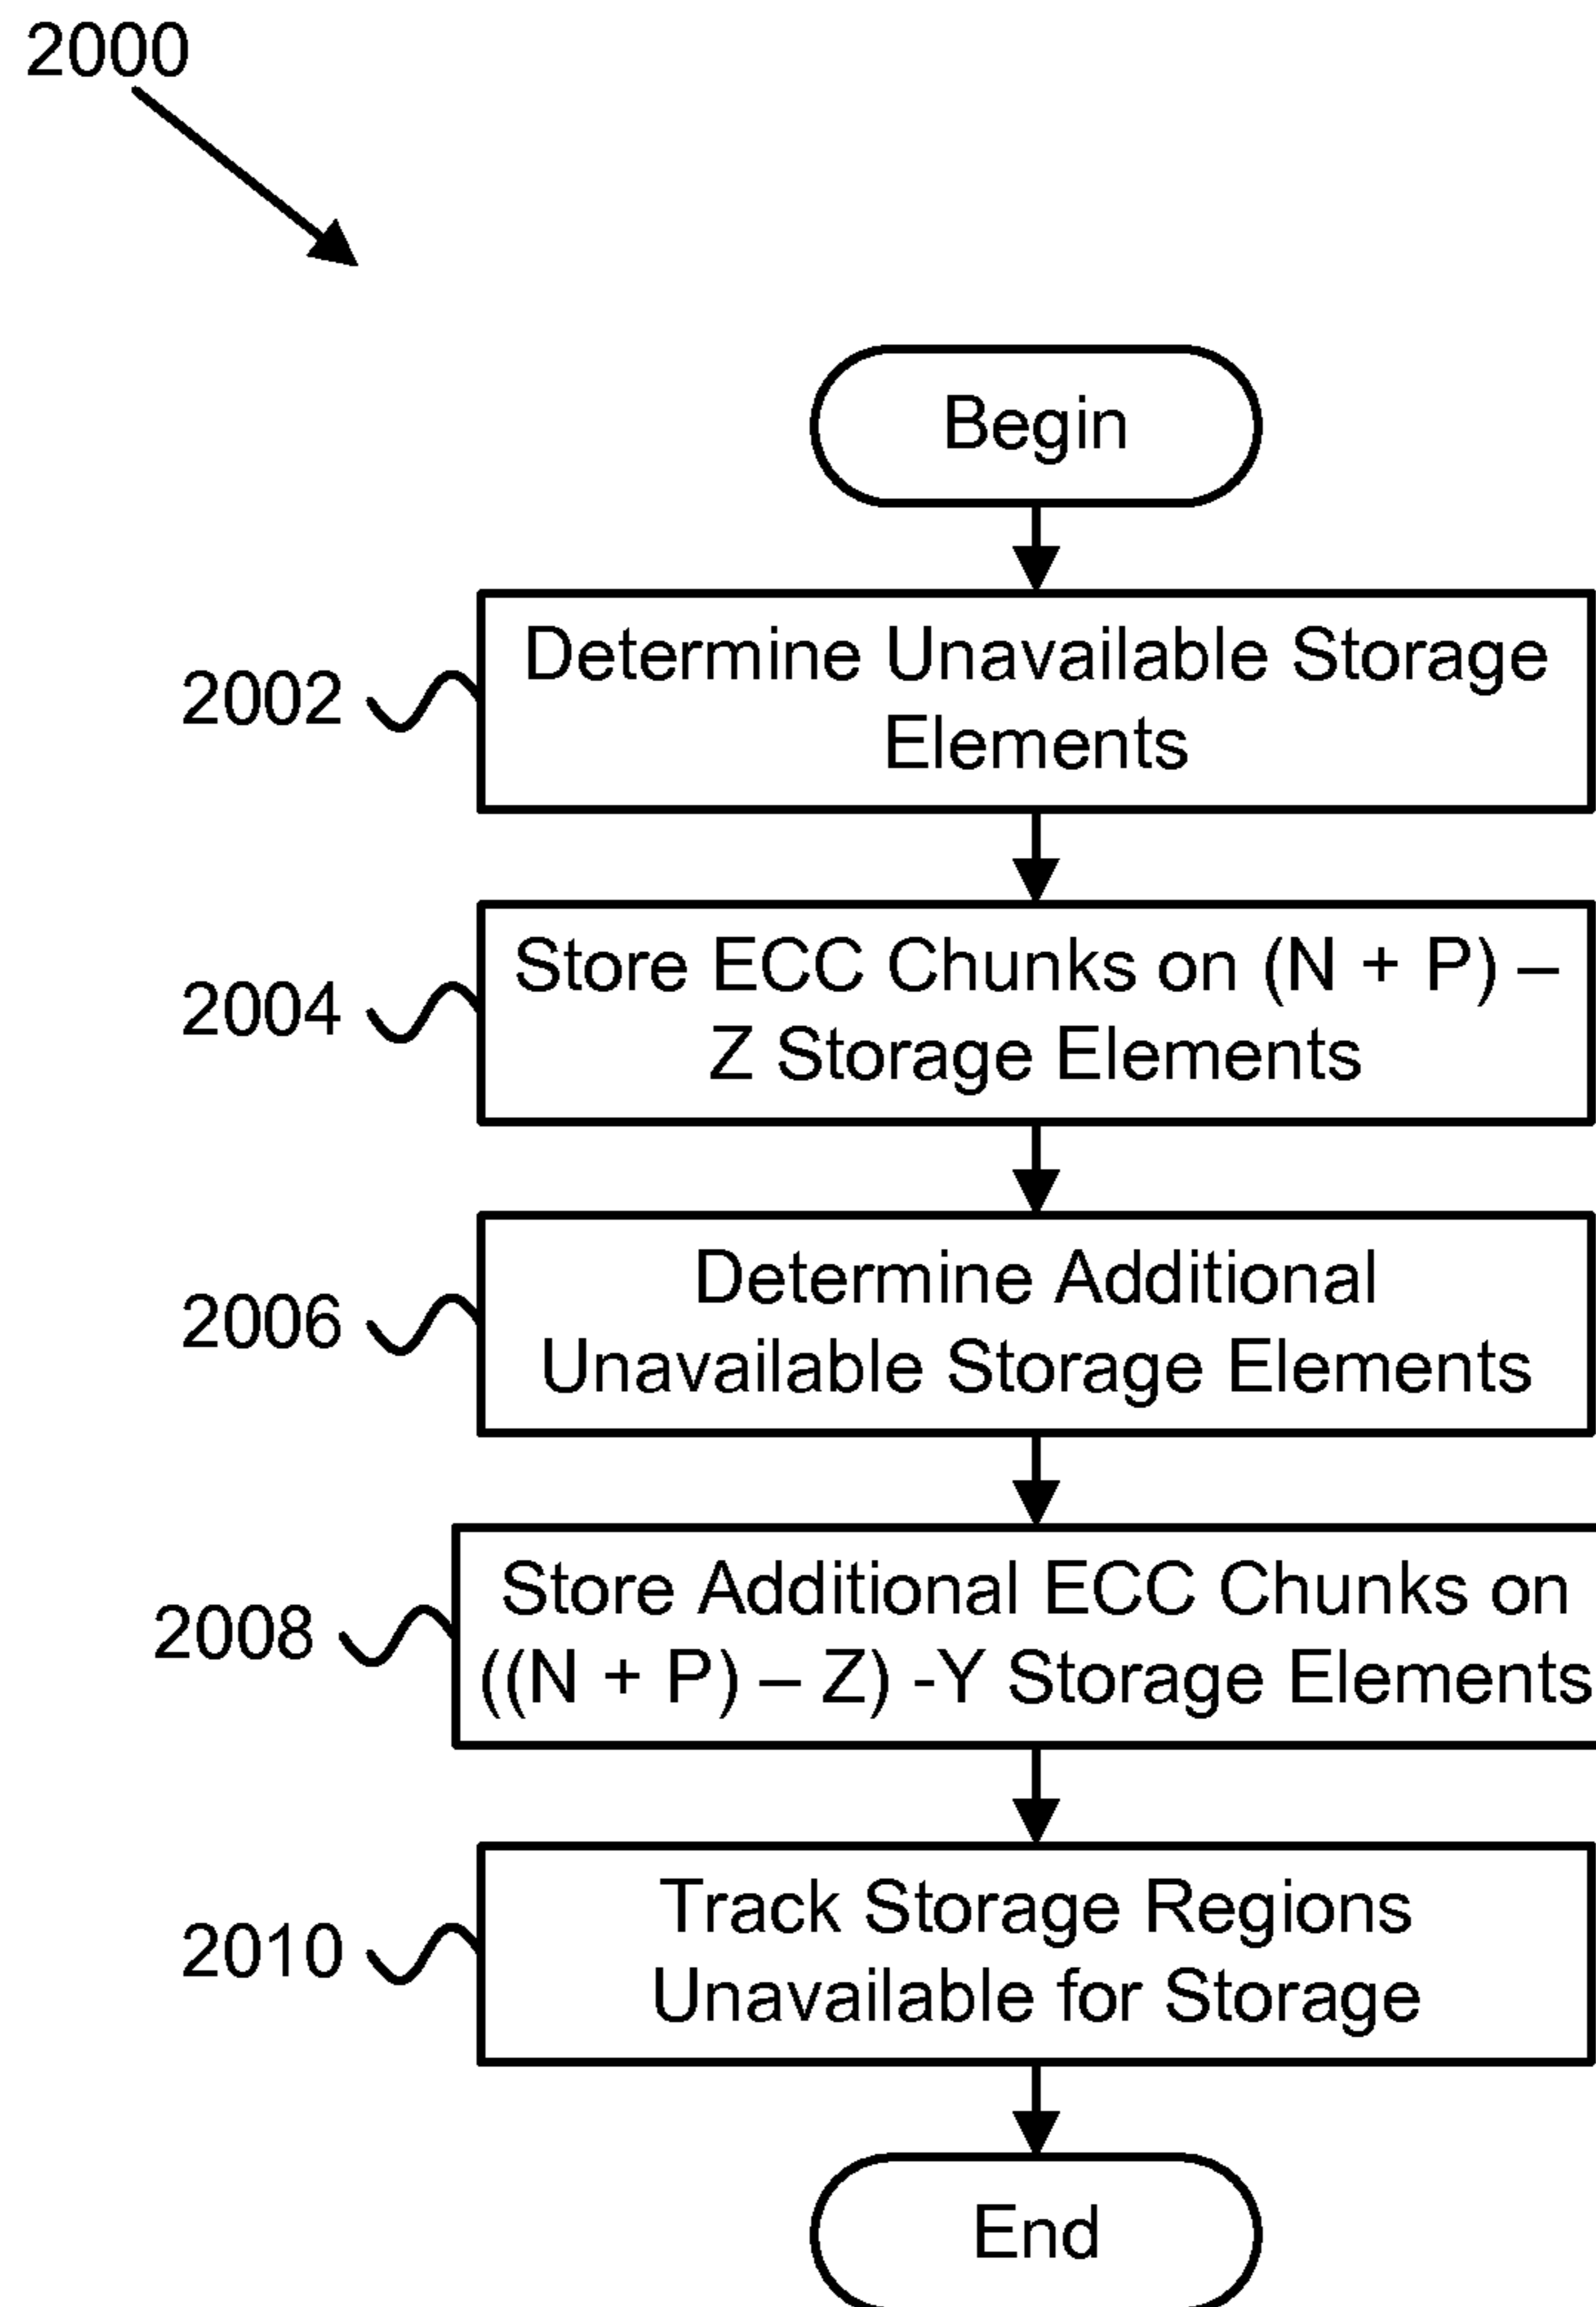 2000
Begin
2002
Determine Unavailable Storage
Elements
2004
Store ECC Chunks on (N + P) –
Z Storage Elements
2006
Determine Additional
Unavailable Storage Elements
2008
Store Additional ECC Chunks on
((N + P) – Z) -Y Storage Elements
2010
Track Storage Regions
Unavailable for Storage
End